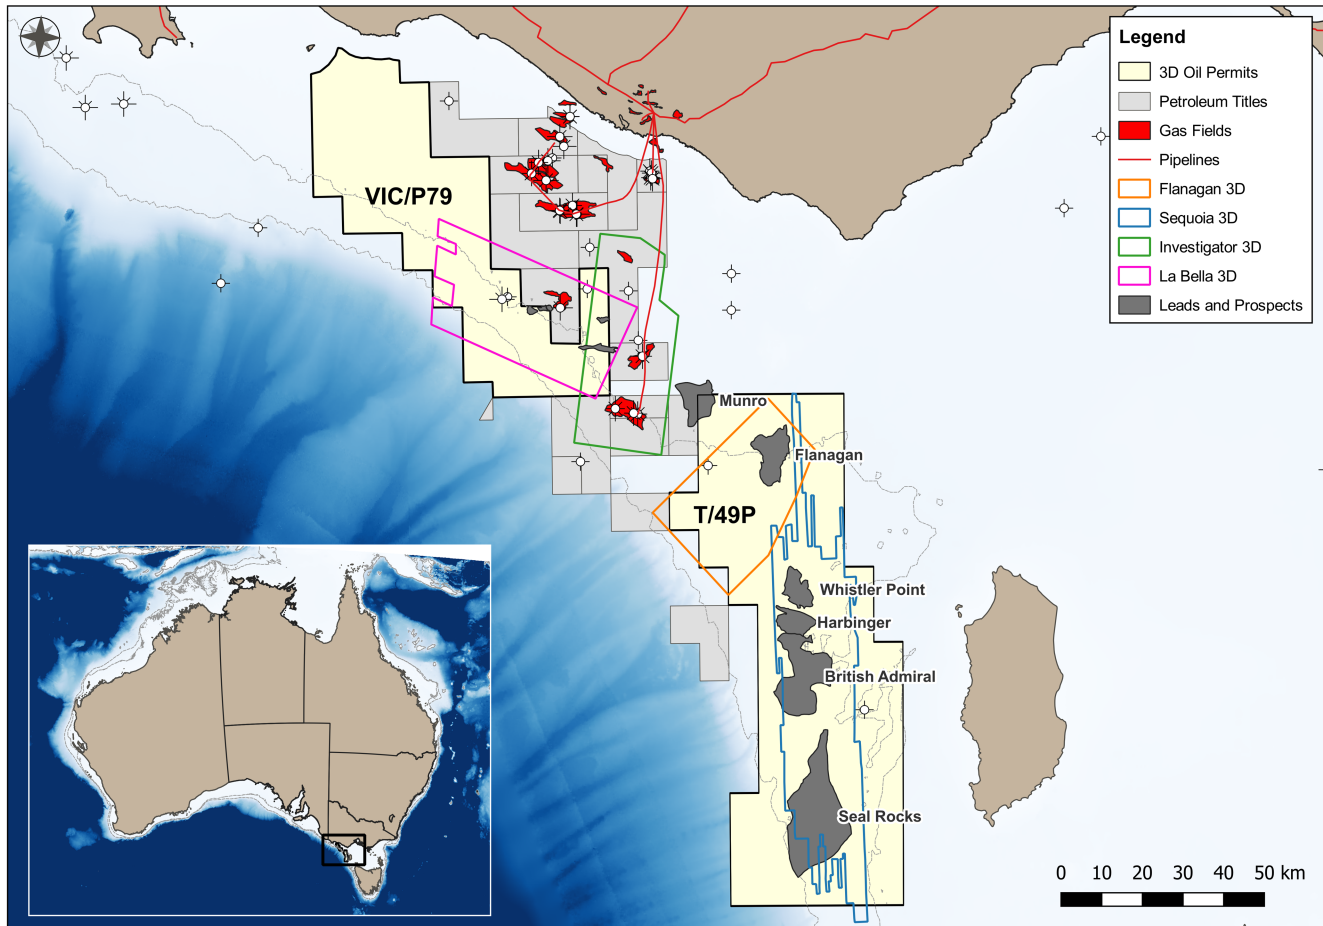 Legend
3D Oil Permits
Petroleum Titles
Gas Fields
Pipelines
Flanagan 3D
Sequoia 3D
Investigator 3D
La Bella 3D
Leads and Prospects
VIC/P79
Munro
Flanagan
T/49P
Whistler Point
Harbinger
British Admiral
Seal Rocks
0 10 20 30 40 50 km